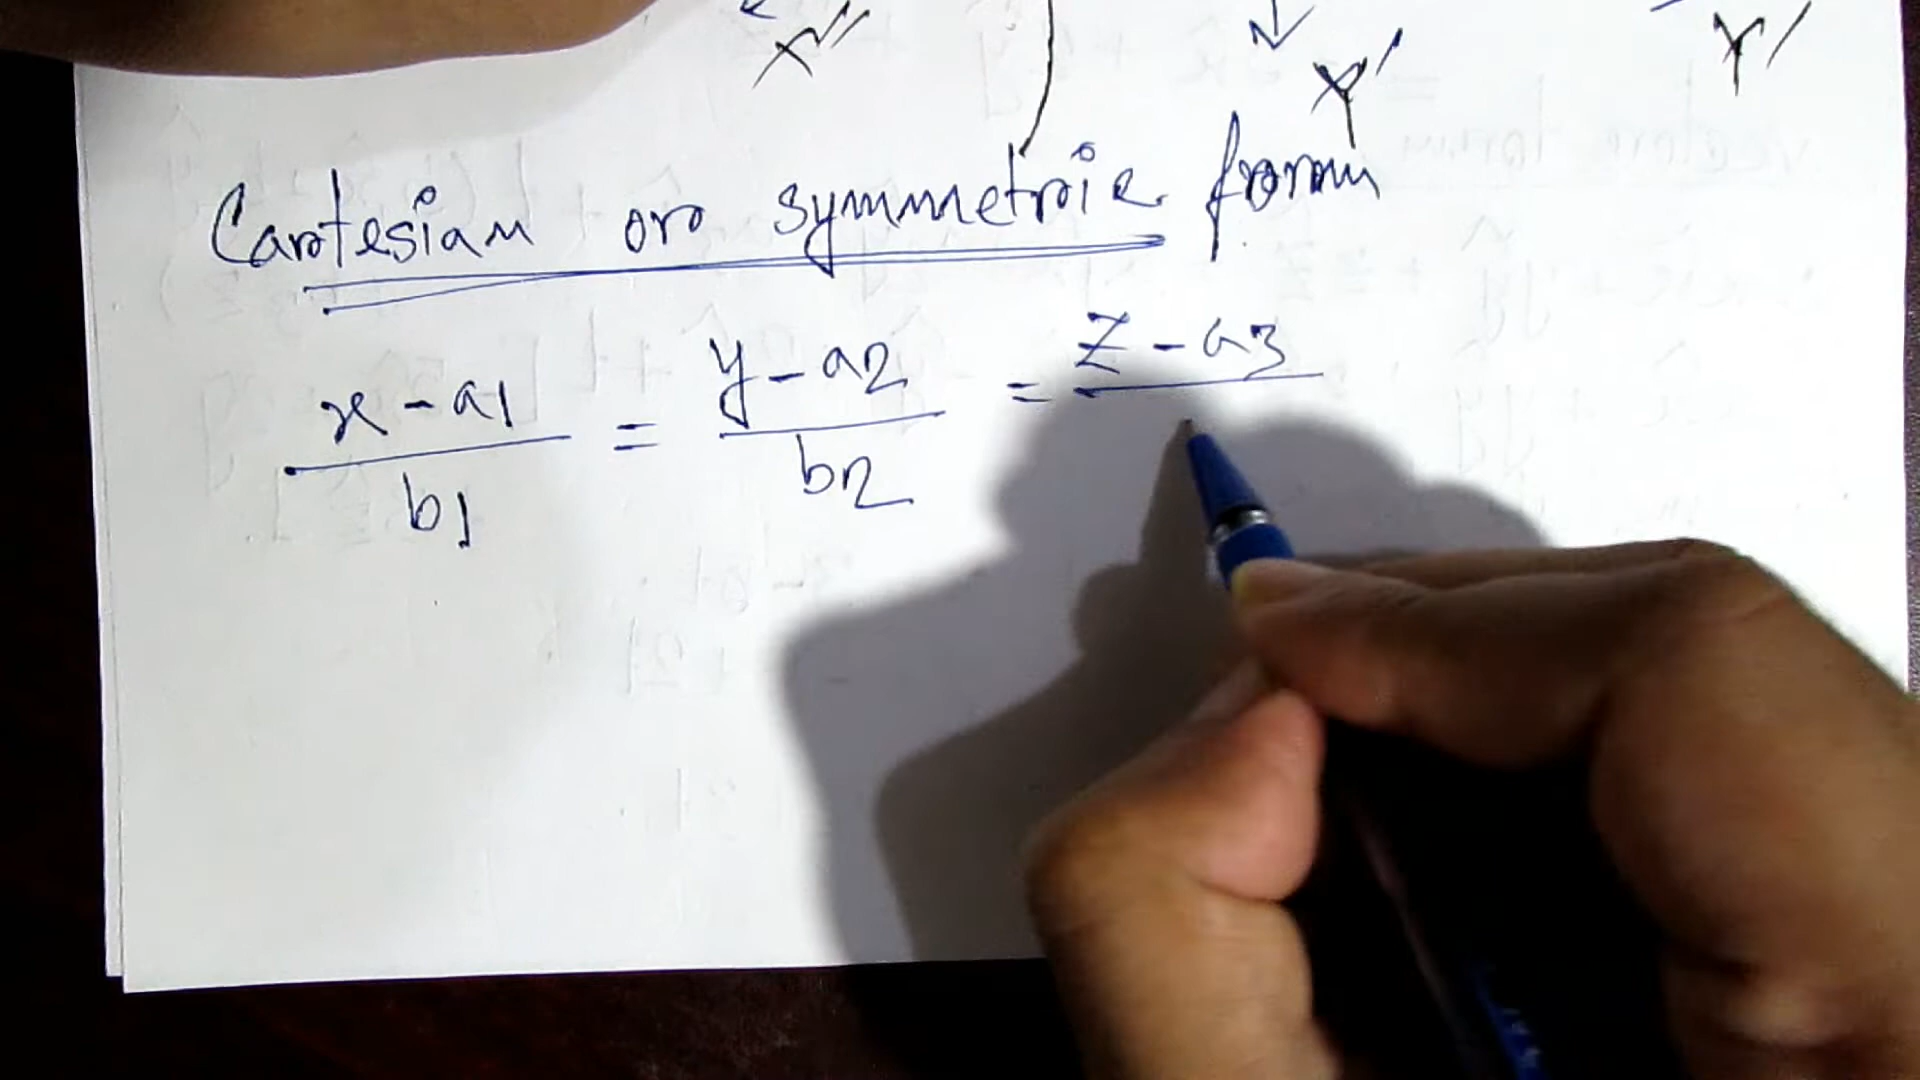 X" Y' Y'
Cartesian or symmetric form
x - a1 / b1 = y - a2 / b2 = z - a3